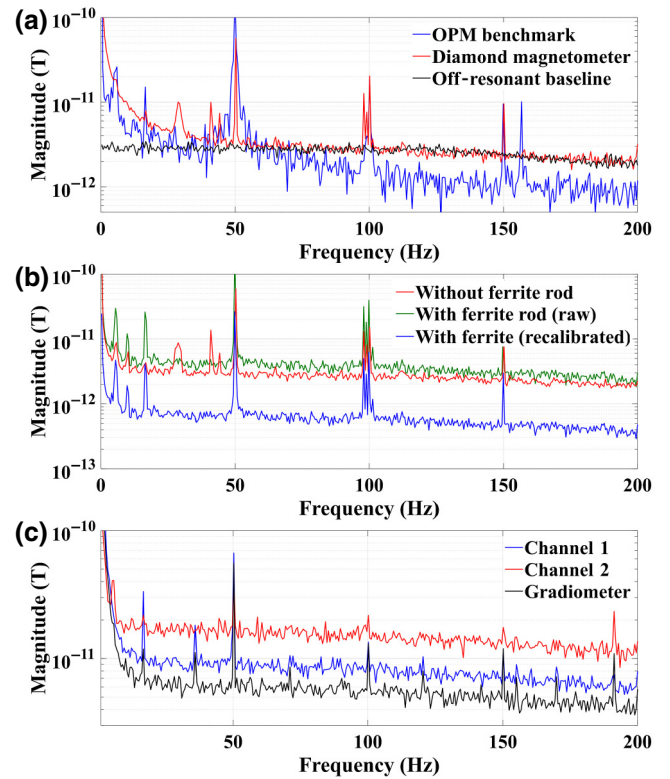 (a)
10⁻¹⁰
OPM benchmark
Diamond magnetometer
Off-resonant baseline
10⁻¹¹
10⁻¹²
Magnitude (T)
50
100
150
200
Frequency (Hz)
(b)
10⁻¹⁰
Without ferrite rod
With ferrite rod (raw)
With ferrite (recalibrated)
10⁻¹¹
10⁻¹²
10⁻¹³
Magnitude (T)
50
100
150
200
Frequency (Hz)
(c)
10⁻¹⁰
Channel 1
Channel 2
Gradiometer
10⁻¹¹
Magnitude (T)
50
100
150
200
Frequency (Hz)